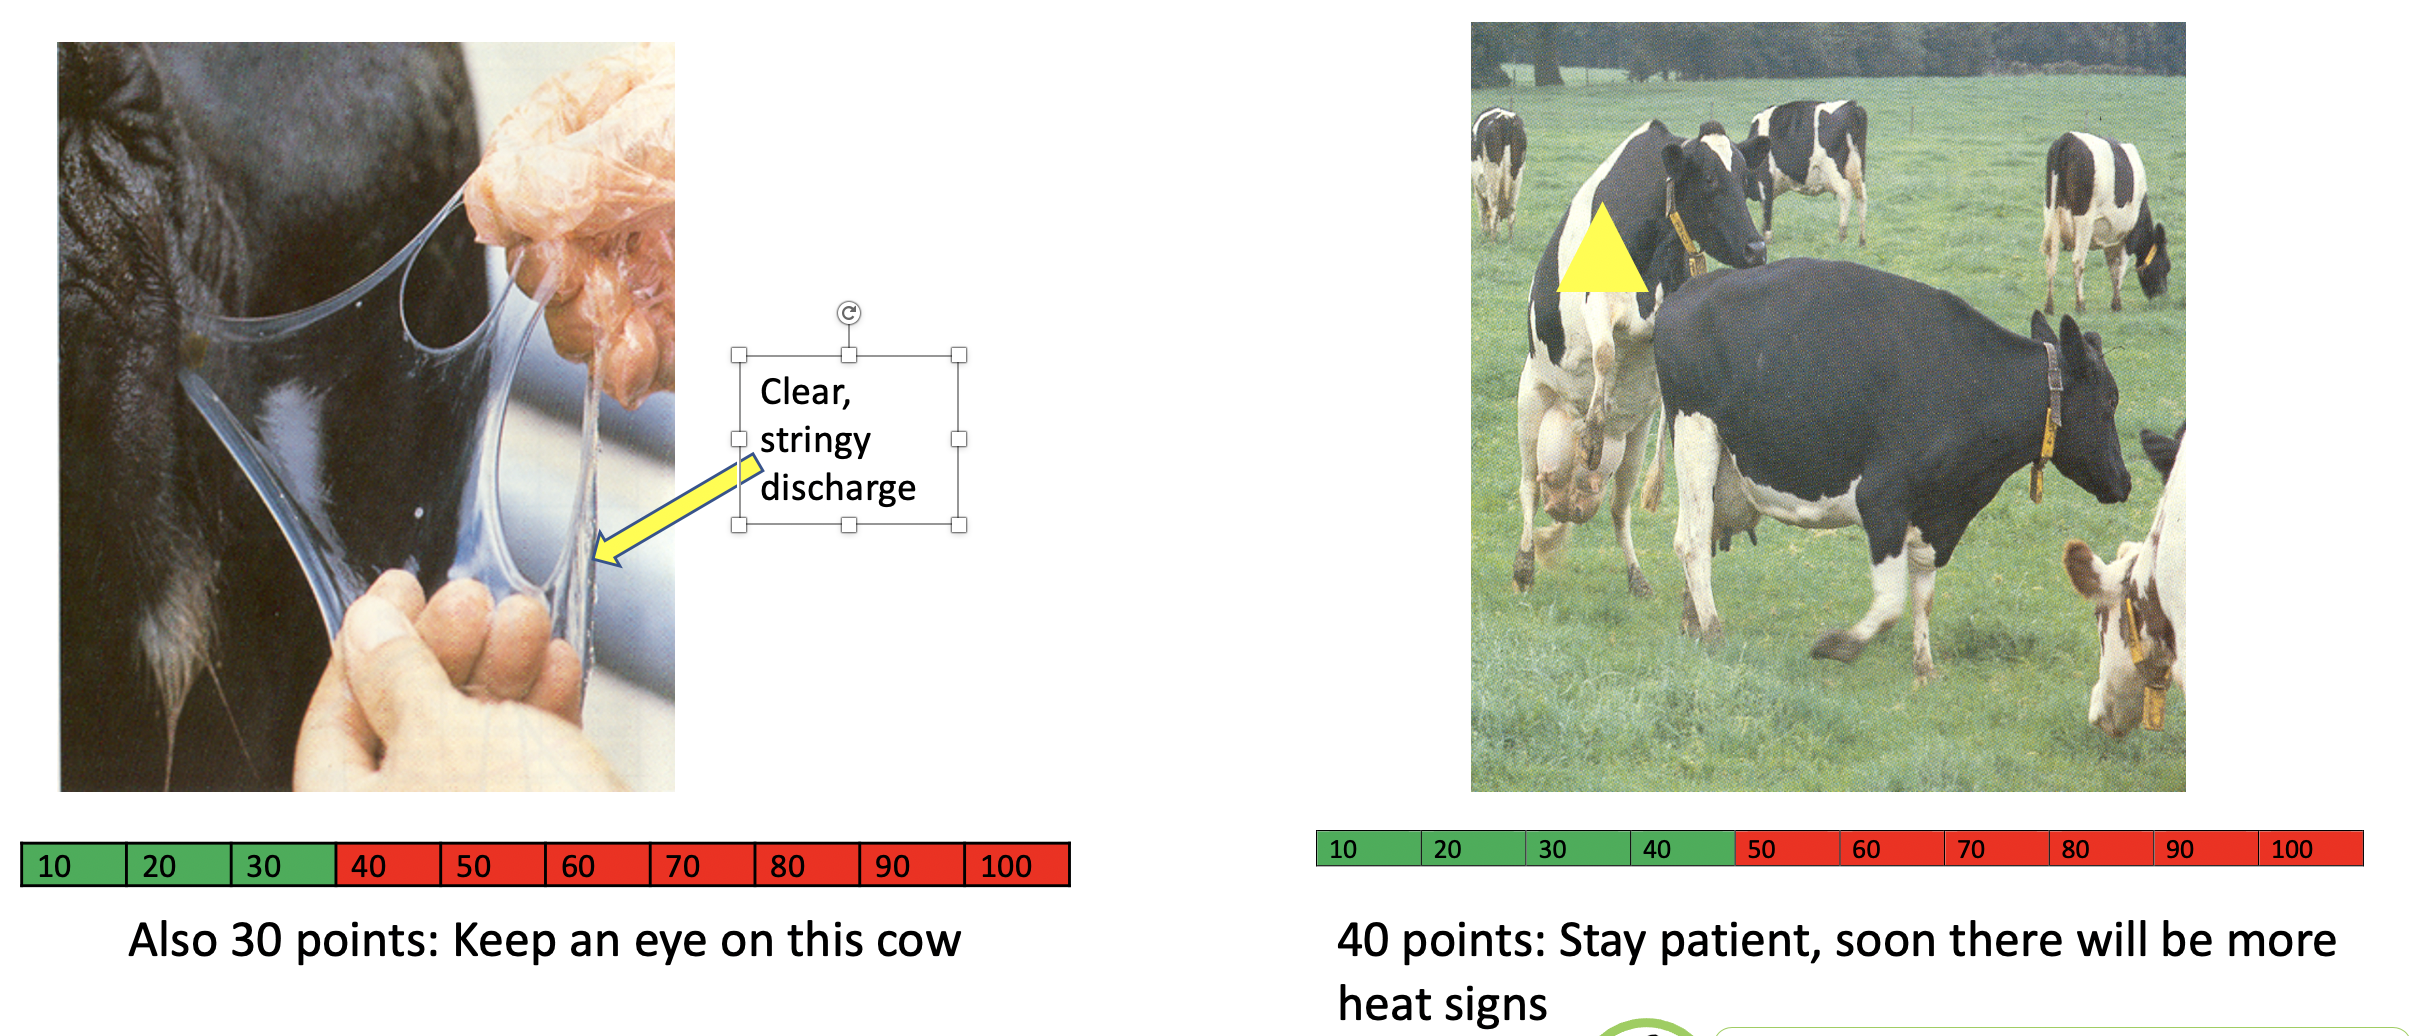 Clear,
stringy
discharge
10 20 30 40 50 60 70 80 90 100
Also 30 points: Keep an eye on this cow
10 20 30 40 50 60 70 80 90 100
40 points: Stay patient, soon there will be more
heat signs